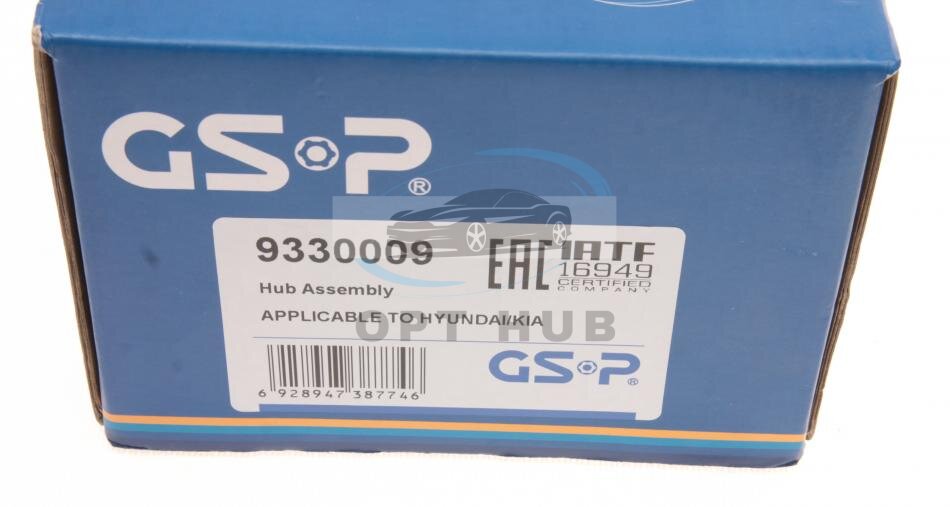 GSP®
9330009
EAC
IATF
16949
CERTIFIED
COMPANY
Hub Assembly
APPLICABLE TO HYUNDAI/KIA
OPT HUB
GSP®
6 928947 387746